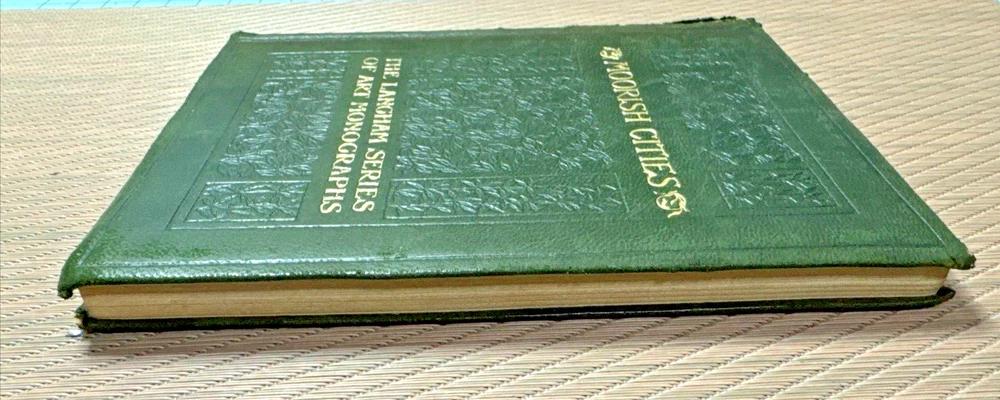 MOORISH CITIES
THE LANGHAM SERIES
OF ART MONOGRAPHS